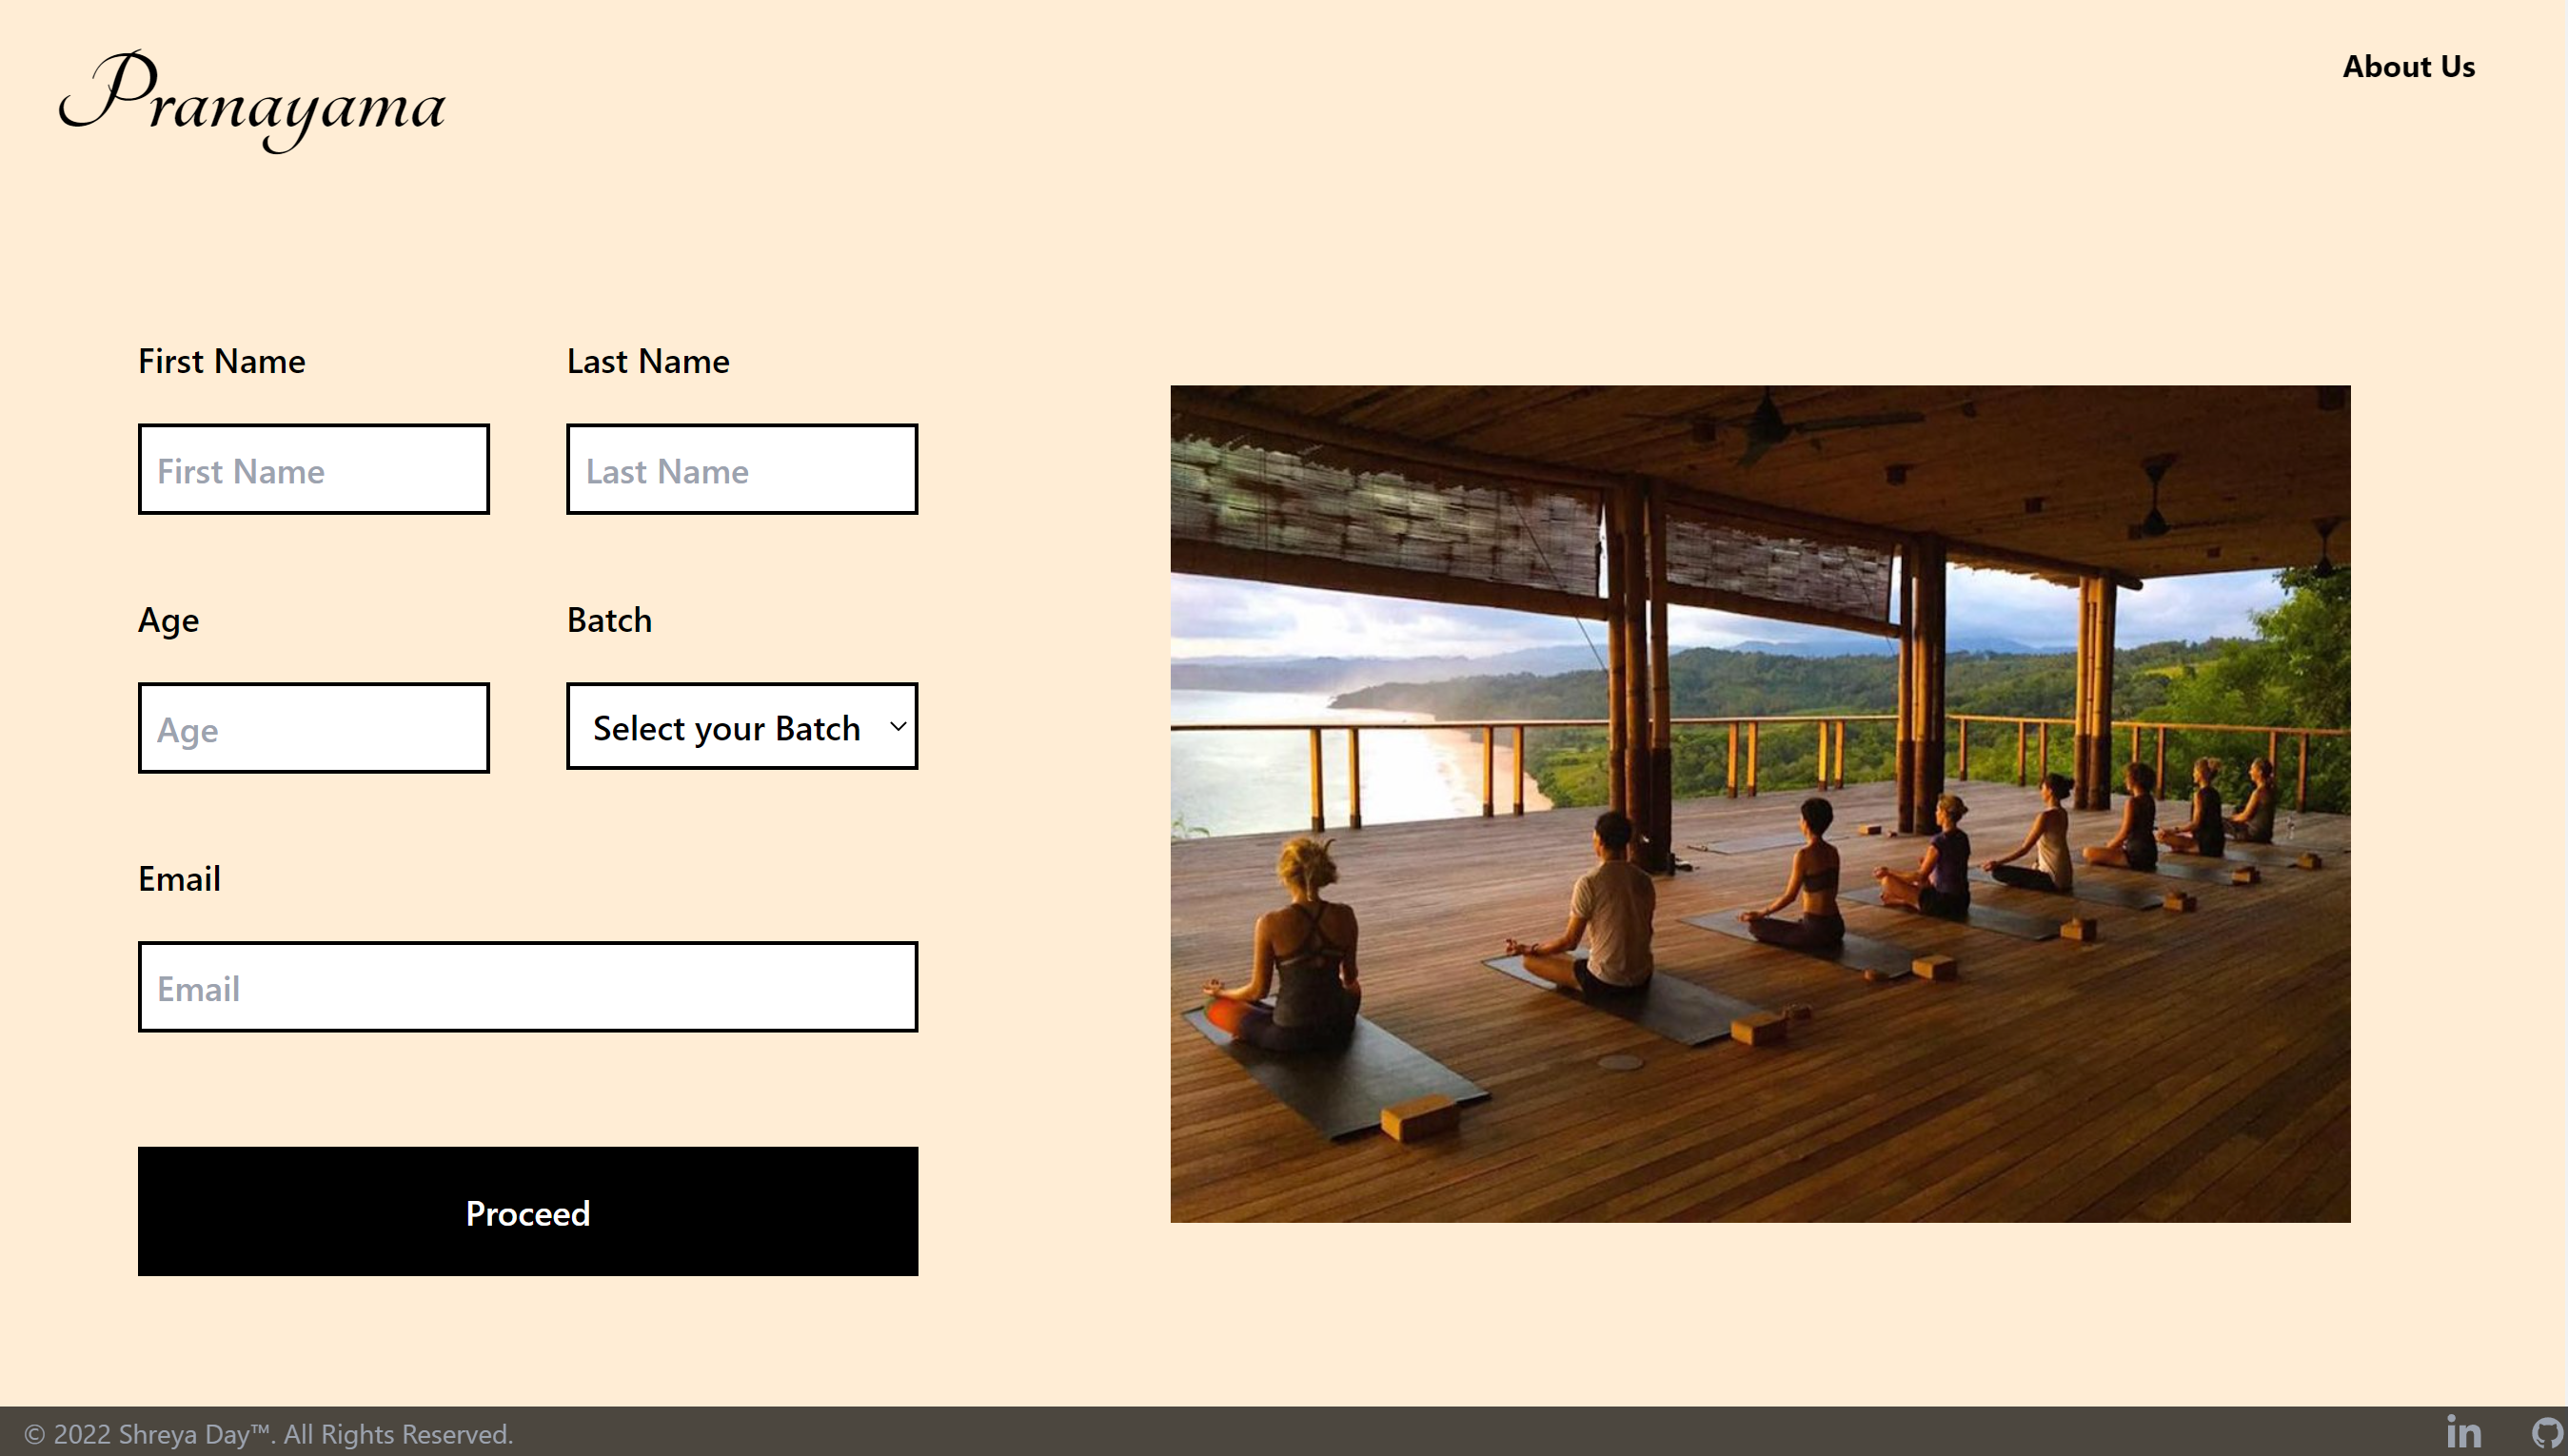 Pranayama
About Us
First Name
Last Name
First Name
Last Name
Age
Batch
Age
Select your Batch
Email
Email
Proceed
© 2022 Shreya Day™. All Rights Reserved.
in